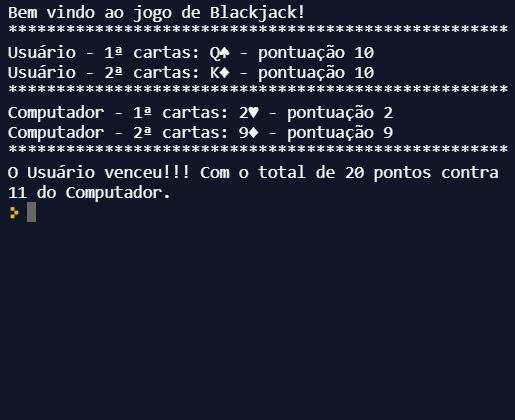 Bem vindo ao jogo de Blackjack!
****************************************************
Usuário - 1ª cartas: Q♠ - pontuação 10
Usuário - 2ª cartas: K♦ - pontuação 10
****************************************************
Computador - 1ª cartas: 2♥ - pontuação 2
Computador - 2ª cartas: 9♦ - pontuação 9
****************************************************
O Usuário venceu!!! Com o total de 20 pontos contra
11 do Computador.